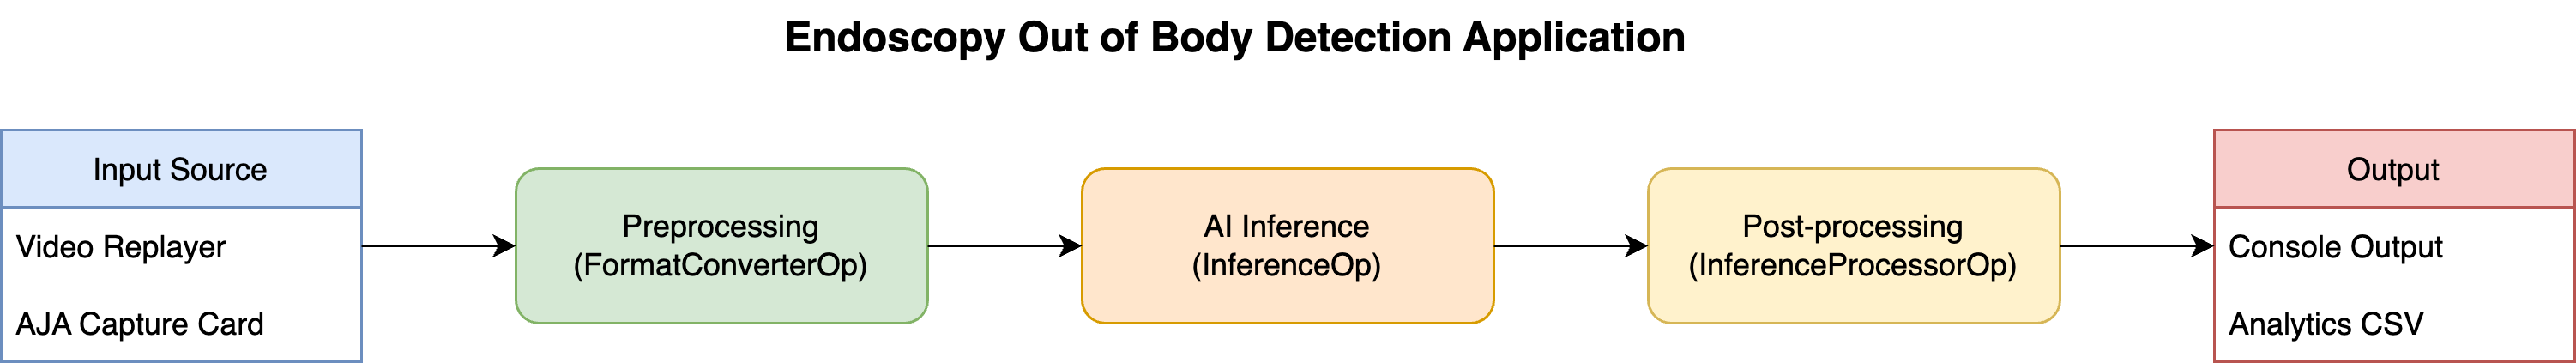 Endoscopy Out of Body Detection Application
Input Source
Video Replayer
AJA Capture Card
Preprocessing
(FormatConverterOp)
AI Inference
(InferenceOp)
Post-processing
(InferenceProcessorOp)
Output
Console Output
Analytics CSV